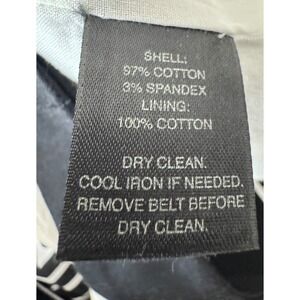 SHELL:
97% COTTON
3% SPANDEX
LINING:
100% COTTON
DRY CLEAN.
COOL IRON IF NEEDED.
REMOVE BELT BEFORE
DRY CLEAN.